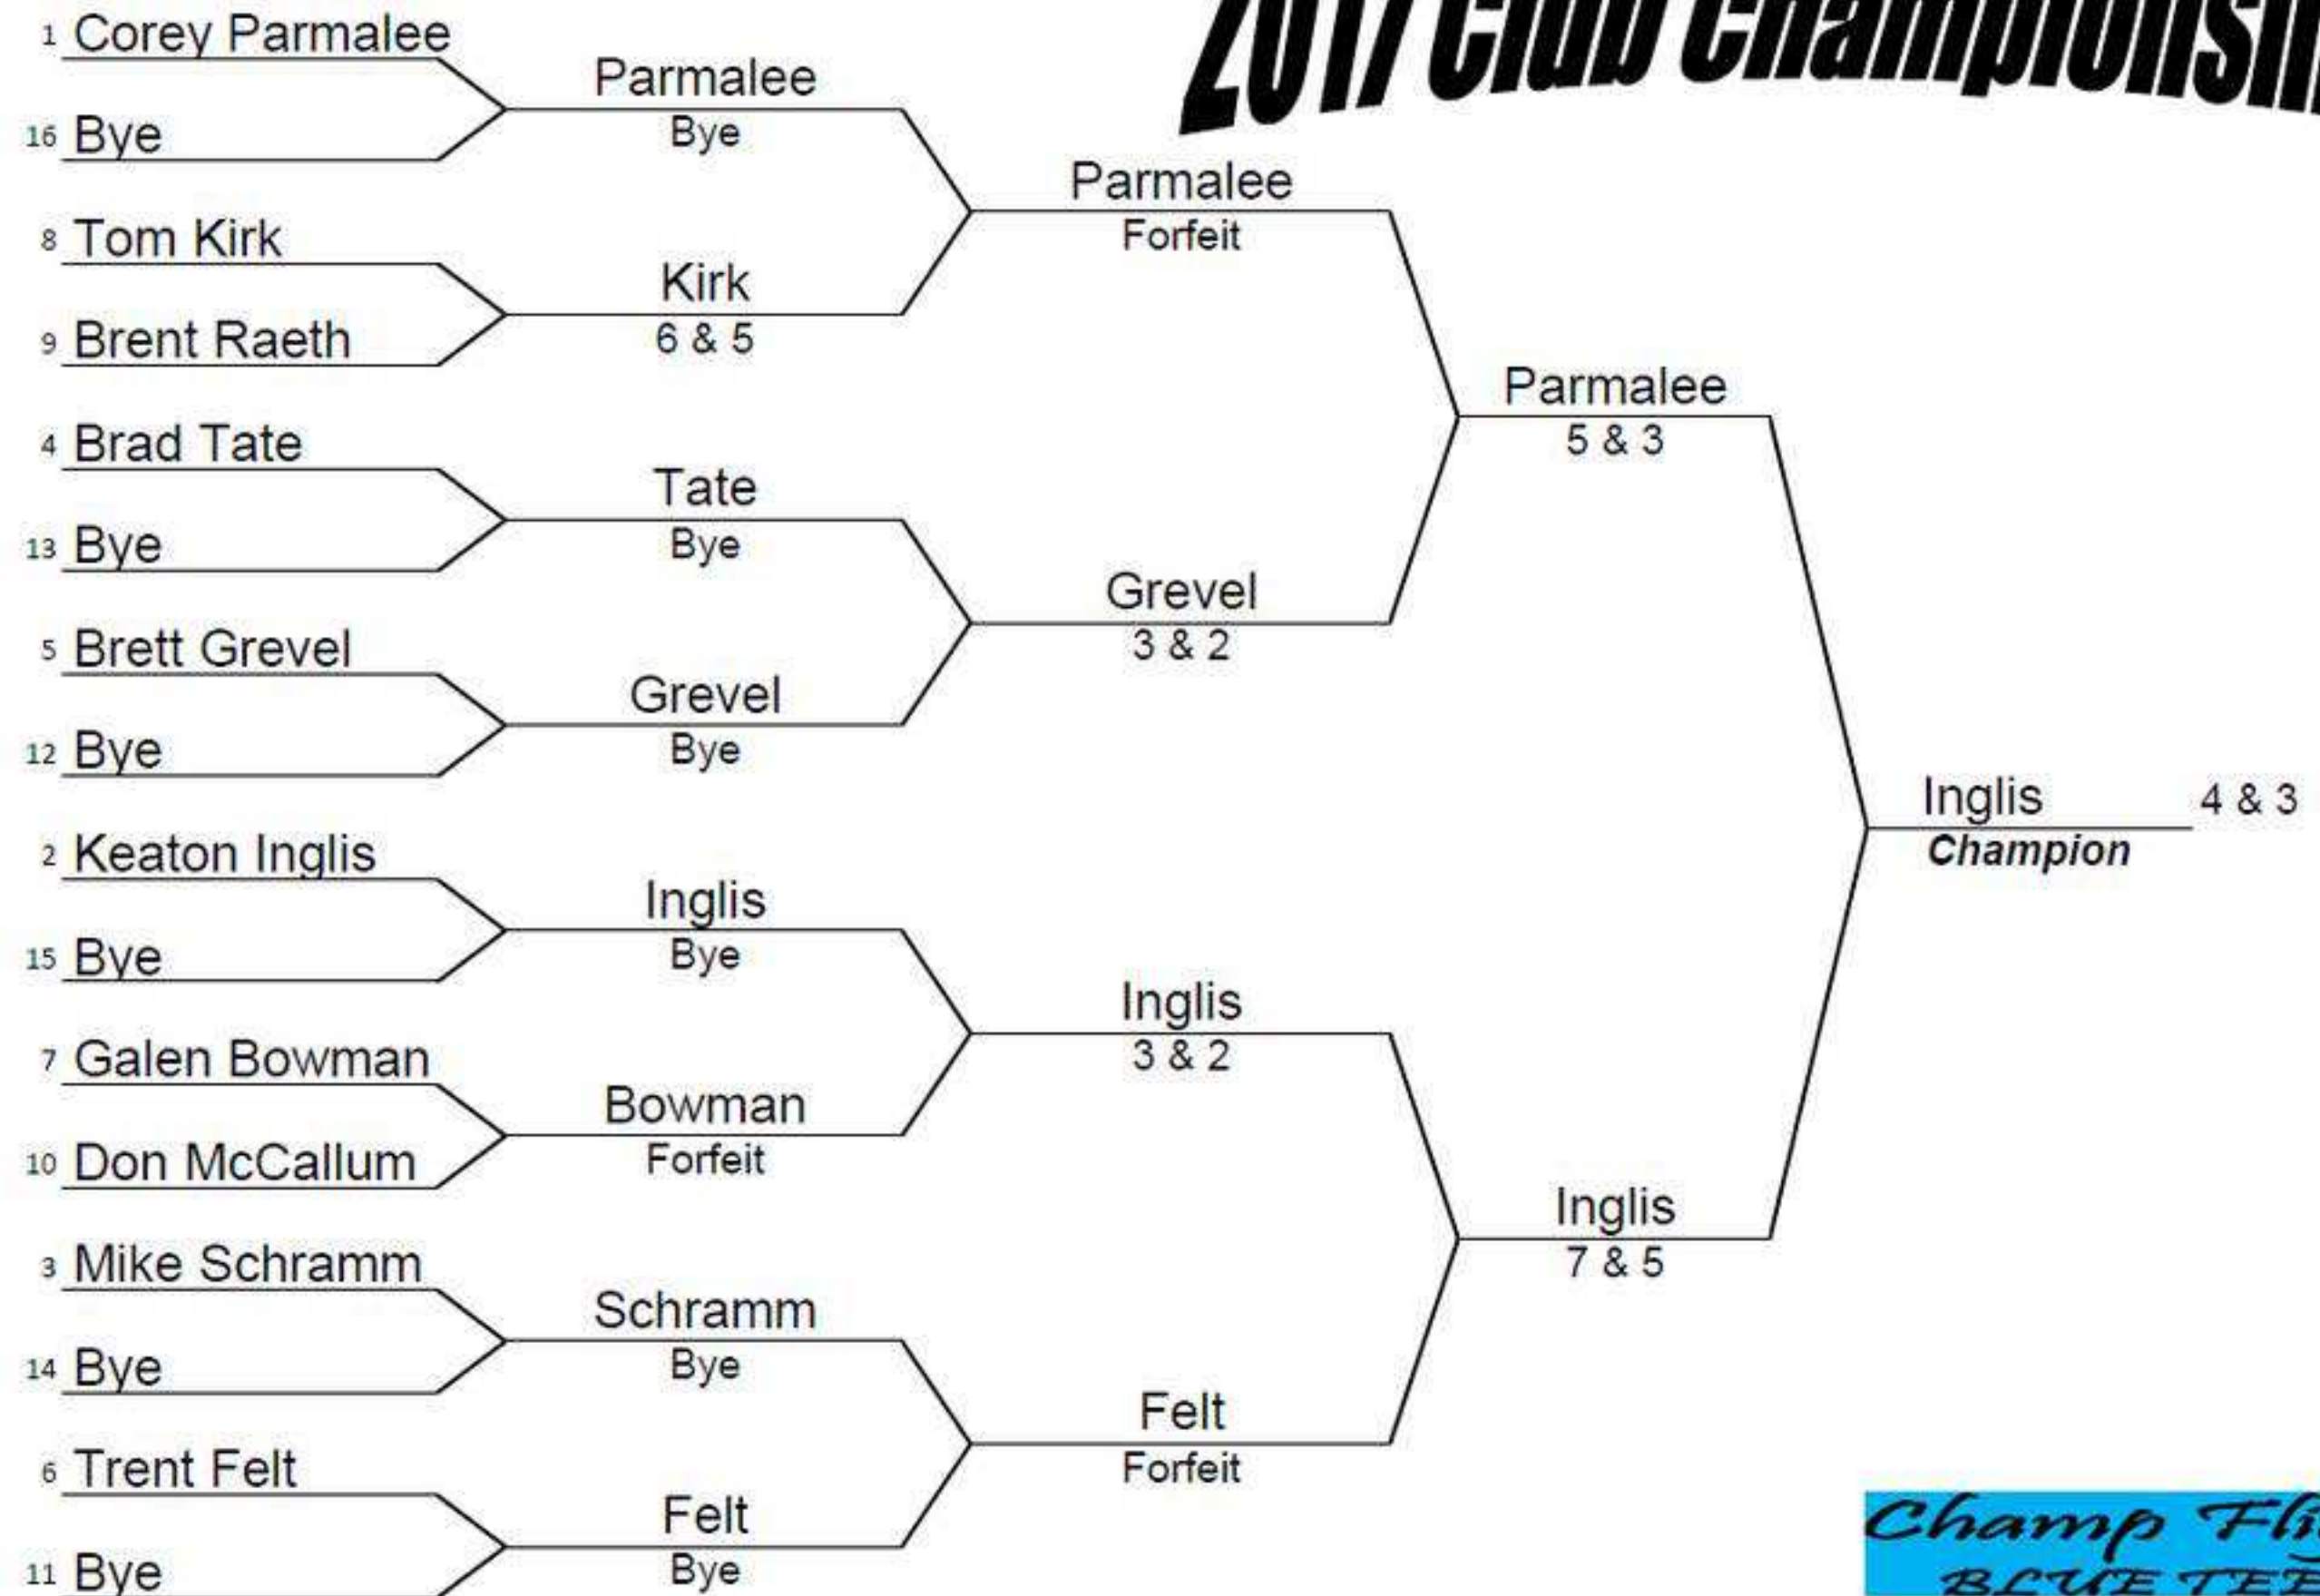 2017 Club
1 Corey Parmalee
16 Bye
8 Tom Kirk
9 Brent Raeth
4 Brad Tate
13 Bye
5 Brett Grevel
12 Bye
2 Keaton Inglis
15 Bye
7 Galen Bowman
10 Don McCallum
3 Mike Schramm
14 Bye
6 Trent Felt
11 Bye
Parmalee
Bye
Kirk
6 & 5
Tate
Bye
Grevel
Bye
Inglis
Bye
Bowman
Forfeit
Schramm
Bye
Felt
Bye
Parmalee
Forfeit
Grevel
3 & 2
Inglis
3 & 2
Felt
Forfeit
Parmalee
5 & 3
Inglis
7 & 5
Inglis 4 & 3
Champion
Champ
BLUE